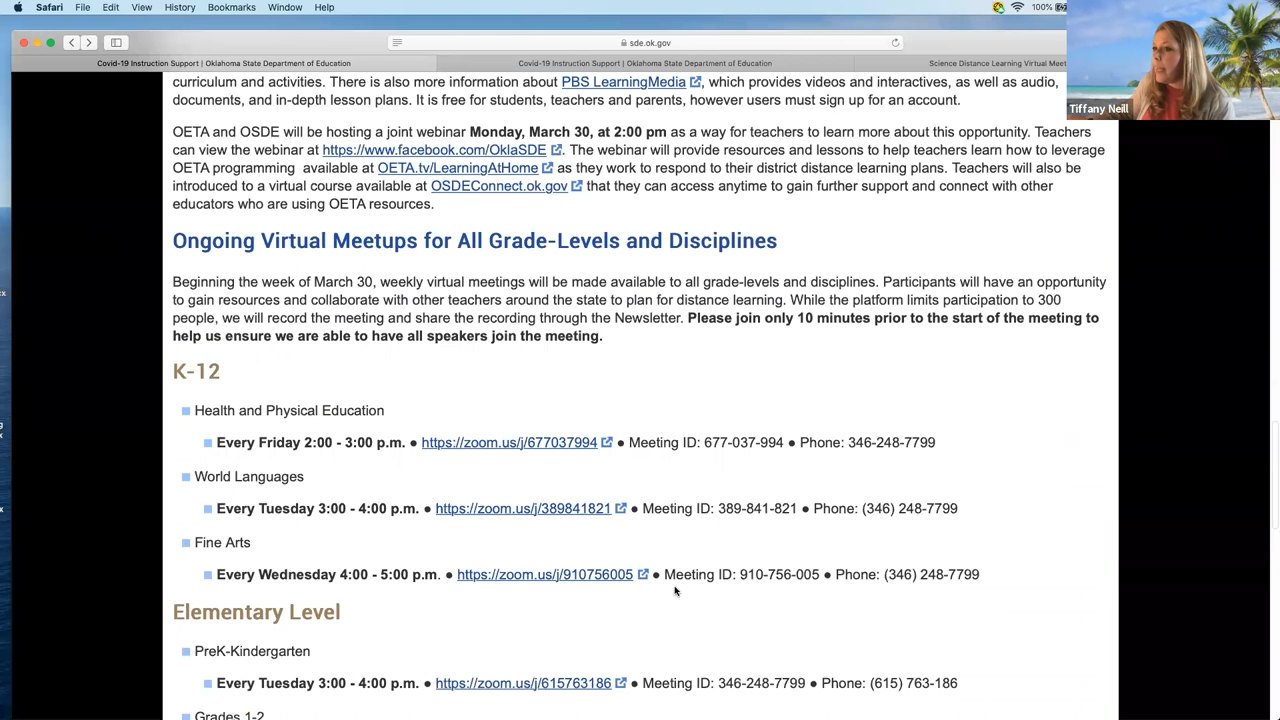 Safari File Edit View History Bookmarks Window Help 100%
sde.ok.gov
Covid-19 Instruction Support | Oklahoma State Department of Education Covid-19 Instruction Support | Oklahoma State Department of Education Science Distance Learning Virtual Meet
Tiffany Neill
curriculum and activities. There is also more information about PBS LearningMedia, which provides videos and interactives, as well as audio,
documents, and in-depth lesson plans. It is free for students, teachers and parents, however users must sign up for an account.
OETA and OSDE will be hosting a joint webinar Monday, March 30, at 2:00 pm as a way for teachers to learn more about this opportunity. Teachers
can view the webinar at https://www.facebook.com/OklaSDE. The webinar will provide resources and lessons to help teachers learn how to leverage
OETA programming available at OETA.tv/LearningAtHome as they work to respond to their district distance learning plans. Teachers will also be
introduced to a virtual course available at OSDEConnect.ok.gov that they can access anytime to gain further support and connect with other
educators who are using OETA resources.
Ongoing Virtual Meetups for All Grade-Levels and Disciplines
Beginning the week of March 30, weekly virtual meetings will be made available to all grade-levels and disciplines. Participants will have an opportunity
to gain resources and collaborate with other teachers around the state to plan for distance learning. While the platform limits participation to 300
people, we will record the meeting and share the recording through the Newsletter. Please join only 10 minutes prior to the start of the meeting to
help us ensure we are able to have all speakers join the meeting.
K-12
Health and Physical Education
Every Friday 2:00 - 3:00 p.m. ● https://zoom.us/j/677037994 ● Meeting ID: 677-037-994 ● Phone: 346-248-7799
World Languages
Every Tuesday 3:00 - 4:00 p.m. ● https://zoom.us/j/389841821 ● Meeting ID: 389-841-821 ● Phone: (346) 248-7799
Fine Arts
Every Wednesday 4:00 - 5:00 p.m. ● https://zoom.us/j/910756005 ● Meeting ID: 910-756-005 ● Phone: (346) 248-7799
Elementary Level
PreK-Kindergarten
Every Tuesday 3:00 - 4:00 p.m. ● https://zoom.us/j/615763186 ● Meeting ID: 346-248-7799 ● Phone: (615) 763-186
Grades 1-2